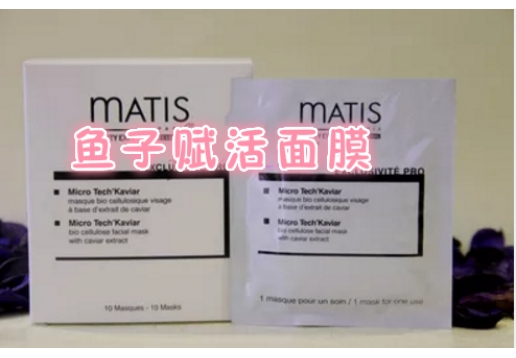 MATIS
鱼子赋活面膜
Micro Tech'Kaviar
masque bio cellulosique visage
à base d'extrait de caviar
Micro Tech'Kaviar
bio cellulose facial mask
with caviar extract
10 Masques - 10 Masks
MATIS
EXCLUSIVITÉ PRO
Micro Tech'Kaviar
masque bio cellulosique visage
à base d'extrait de caviar
Micro Tech'Kaviar
bio cellulose facial mask
with caviar extract
1 masque pour un soin / 1 mask for one use